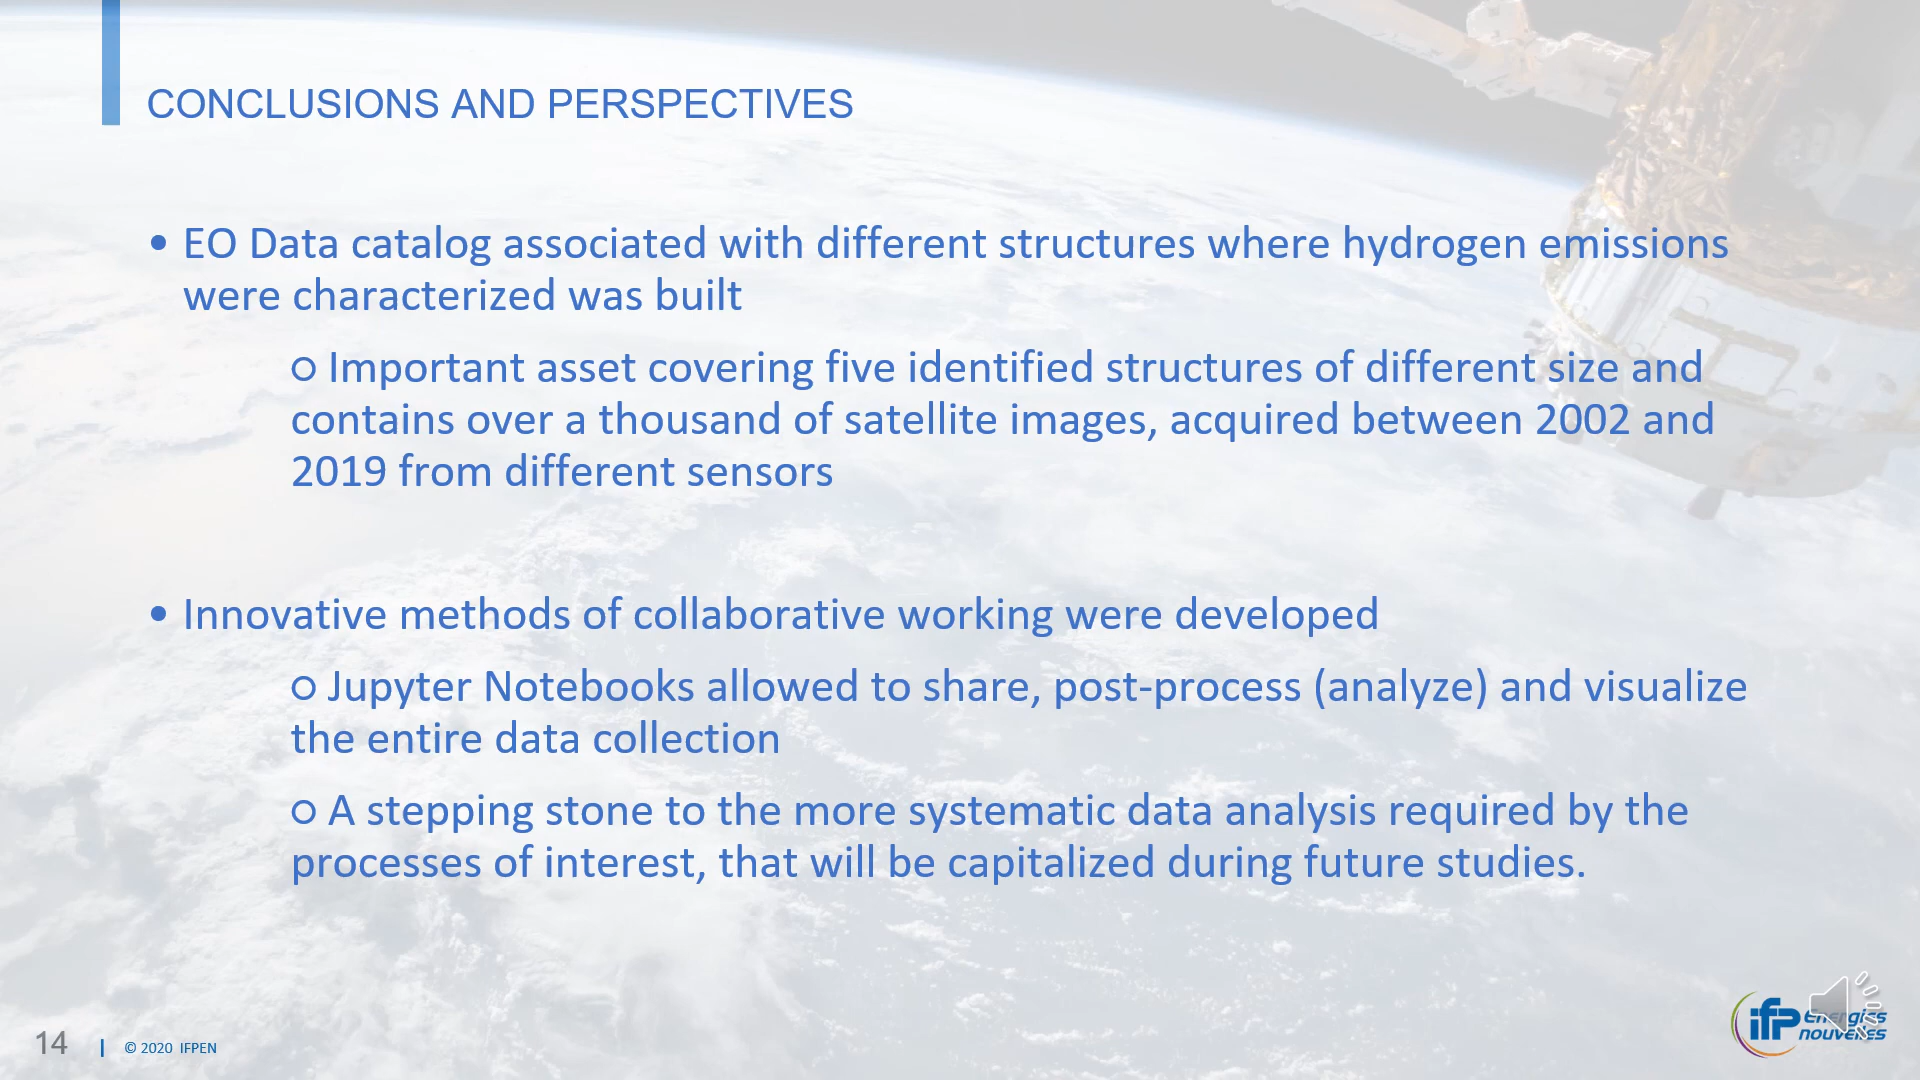 CONCLUSIONS AND PERSPECTIVES
• EO Data catalog associated with different structures where hydrogen emissions
were characterized was built
○ Important asset covering five identified structures of different size and
contains over a thousand of satellite images, acquired between 2002 and
2019 from different sensors
• Innovative methods of collaborative working were developed
○ Jupyter Notebooks allowed to share, post-process (analyze) and visualize
the entire data collection
○ A stepping stone to the more systematic data analysis required by the
processes of interest, that will be capitalized during future studies.
14 | © 2020 IFPEN
ifp Energies
nouvelles